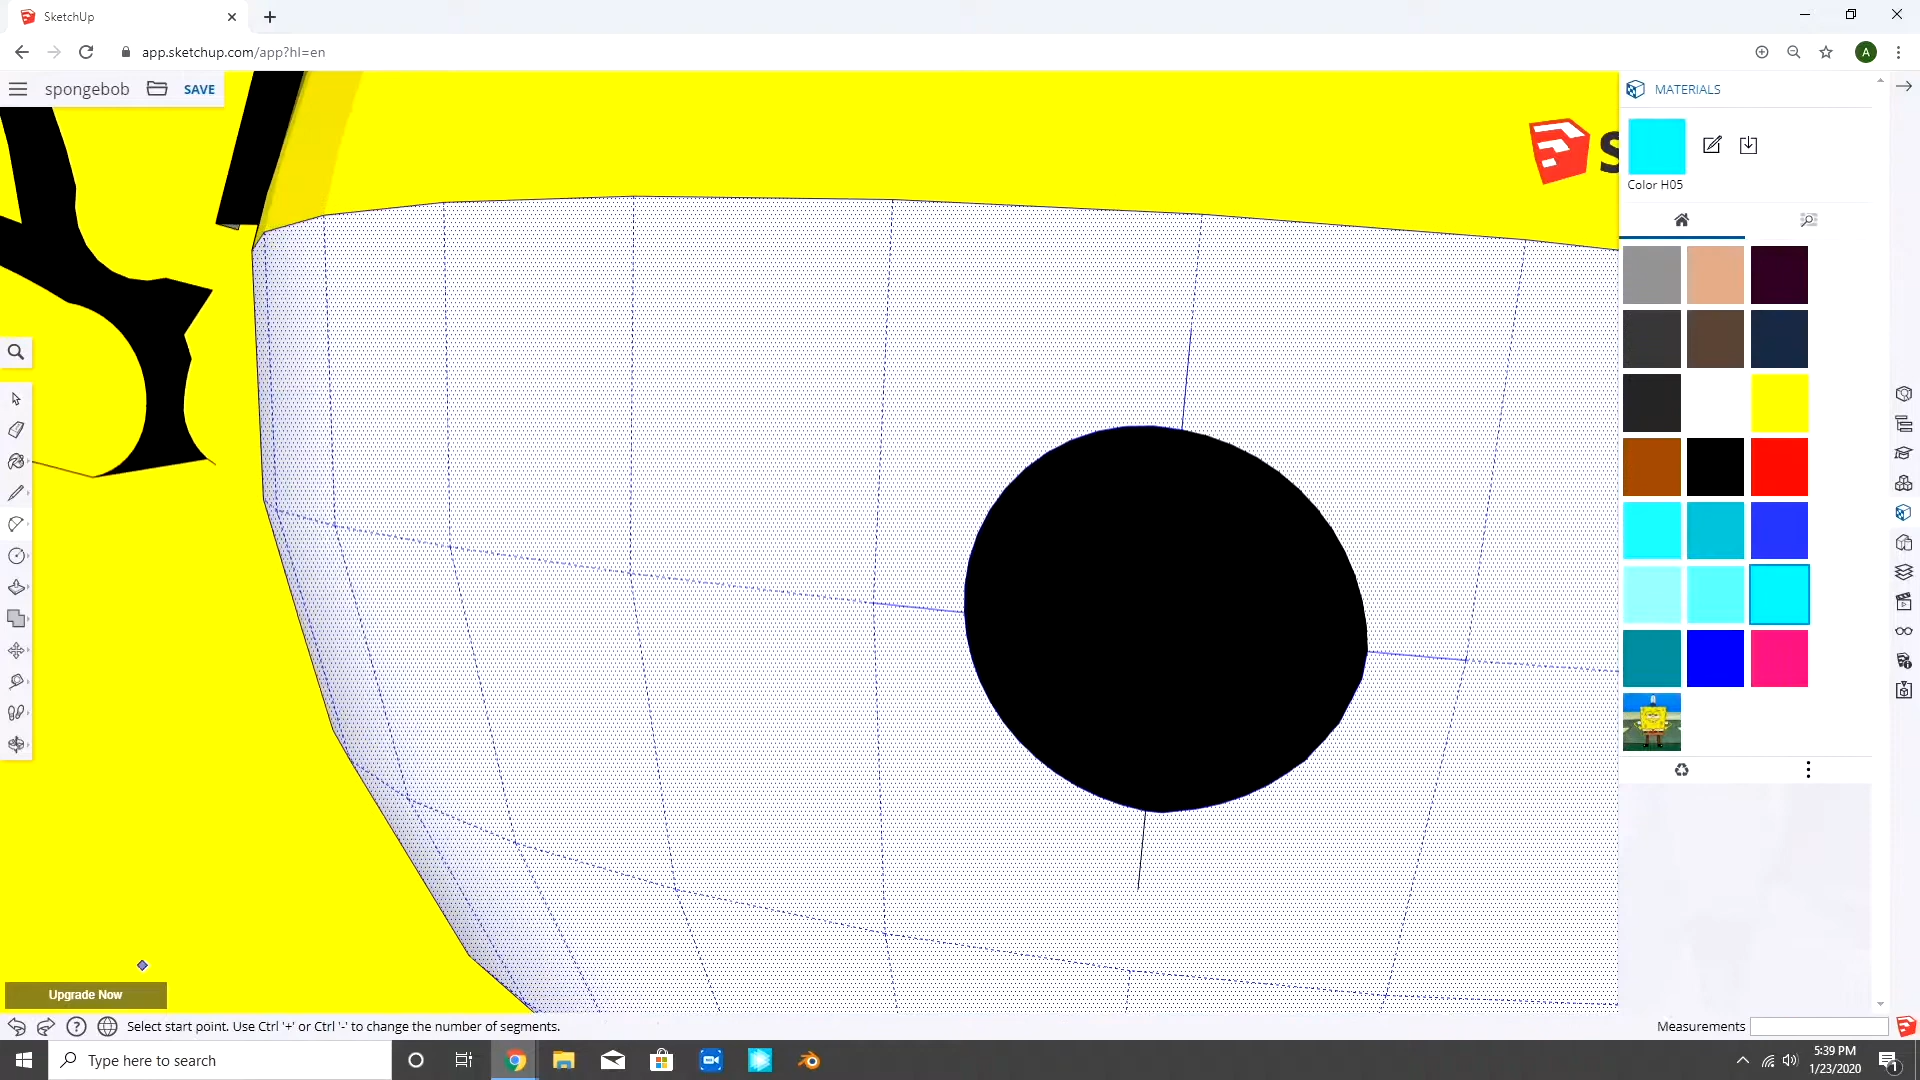 SketchUp
app.sketchup.com/app?hl=en
A
spongebob
SAVE
S
MATERIALS
Color H05
Upgrade Now
Select start point. Use Ctrl '+' or Ctrl '-' to change the number of segments.
Measurements
Type here to search
5:39 PM
1/23/2020
1